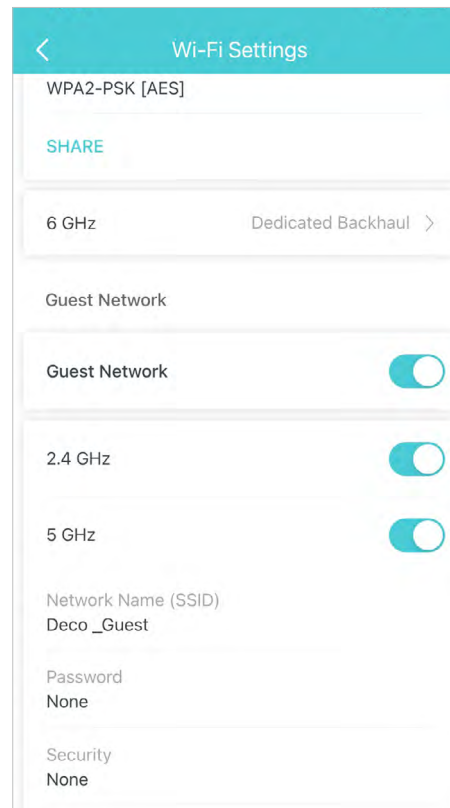 Wi-Fi Settings
WPA2-PSK [AES]
SHARE
6 GHz Dedicated Backhaul
Guest Network
Guest Network
2.4 GHz
5 GHz
Network Name (SSID)
Deco _Guest
Password
None
Security
None